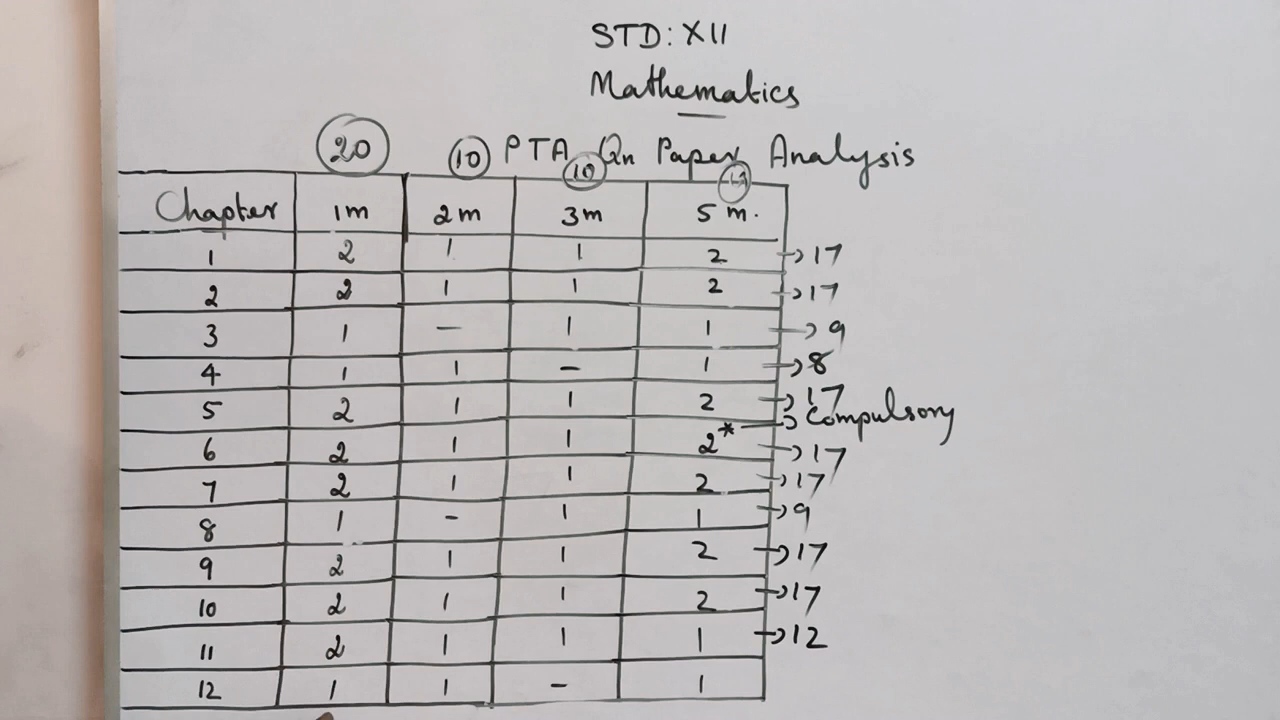 STD: XII
Mathematics
20 10 PTA Qn Paper Analysis
10
Chapter 1m 2m 3m 5m.
1 2 1 1 2 →17
2 2 1 1 2 →17
3 1 – 1 1 →9
4 1 1 – 1 →8
5 2 1 1 2 →17
→ Compulsory
6 2 1 1 2* →17
7 2 1 1 2 →17
8 1 - 1 1 →9
9 2 1 1 2 →17
10 2 1 1 2 →17
11 2 1 1 1 →12
12 1 1 – 1